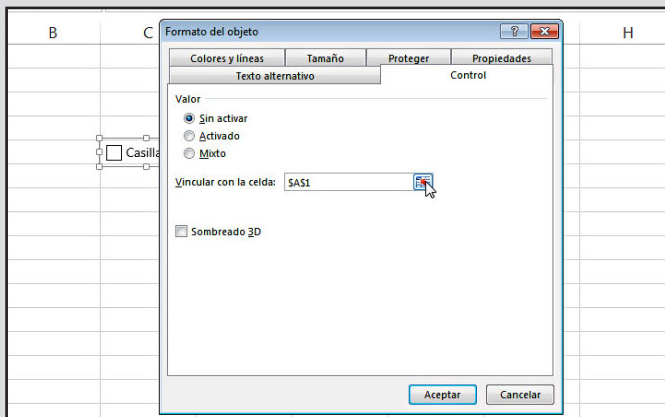 B C H
Formato del objeto
Colores y líneas Tamaño Proteger Propiedades
Texto alternativo Control
Valor
Sin activar
Activado
Mixto
Casilla
Vincular con la celda: $A$1
Sombreado 3D
Aceptar Cancelar